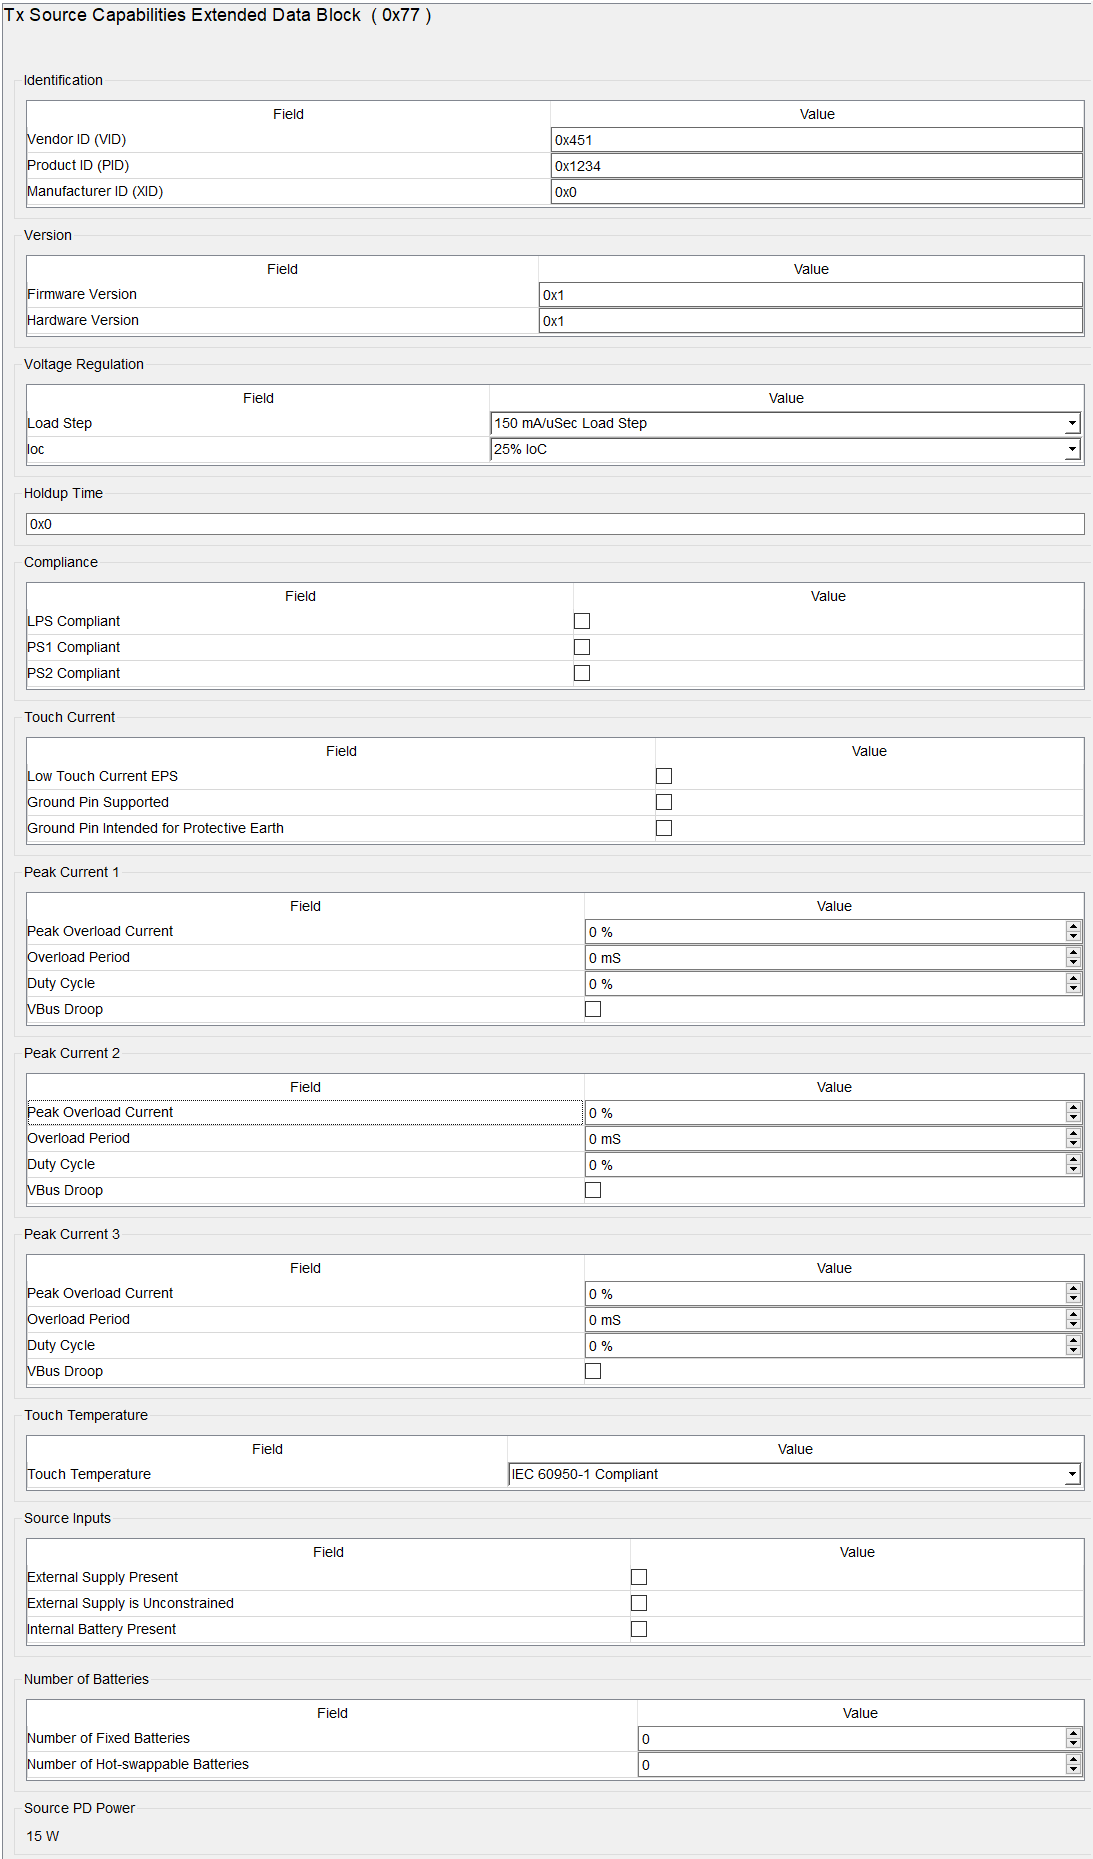 Tx Source Capabilities Extended Data Block ( 0x77 )
Identification
Field Value
Vendor ID (VID) 0x451
Product ID (PID) 0x1234
Manufacturer ID (XID) 0x0
Version
Field Value
Firmware Version 0x1
Hardware Version 0x1
Voltage Regulation
Field Value
Load Step 150 mA/uSec Load Step
Ioc 25% IoC
Holdup Time
0x0
Compliance
Field Value
LPS Compliant
PS1 Compliant
PS2 Compliant
Touch Current
Field Value
Low Touch Current EPS
Ground Pin Supported
Ground Pin Intended for Protective Earth
Peak Current 1
Field Value
Peak Overload Current 0 %
Overload Period 0 mS
Duty Cycle 0 %
VBus Droop
Peak Current 2
Field Value
Peak Overload Current 0 %
Overload Period 0 mS
Duty Cycle 0 %
VBus Droop
Peak Current 3
Field Value
Peak Overload Current 0 %
Overload Period 0 mS
Duty Cycle 0 %
VBus Droop
Touch Temperature
Field Value
Touch Temperature IEC 60950-1 Compliant
Source Inputs
Field Value
External Supply Present
External Supply is Unconstrained
Internal Battery Present
Number of Batteries
Field Value
Number of Fixed Batteries 0
Number of Hot-swappable Batteries 0
Source PD Power
15 W